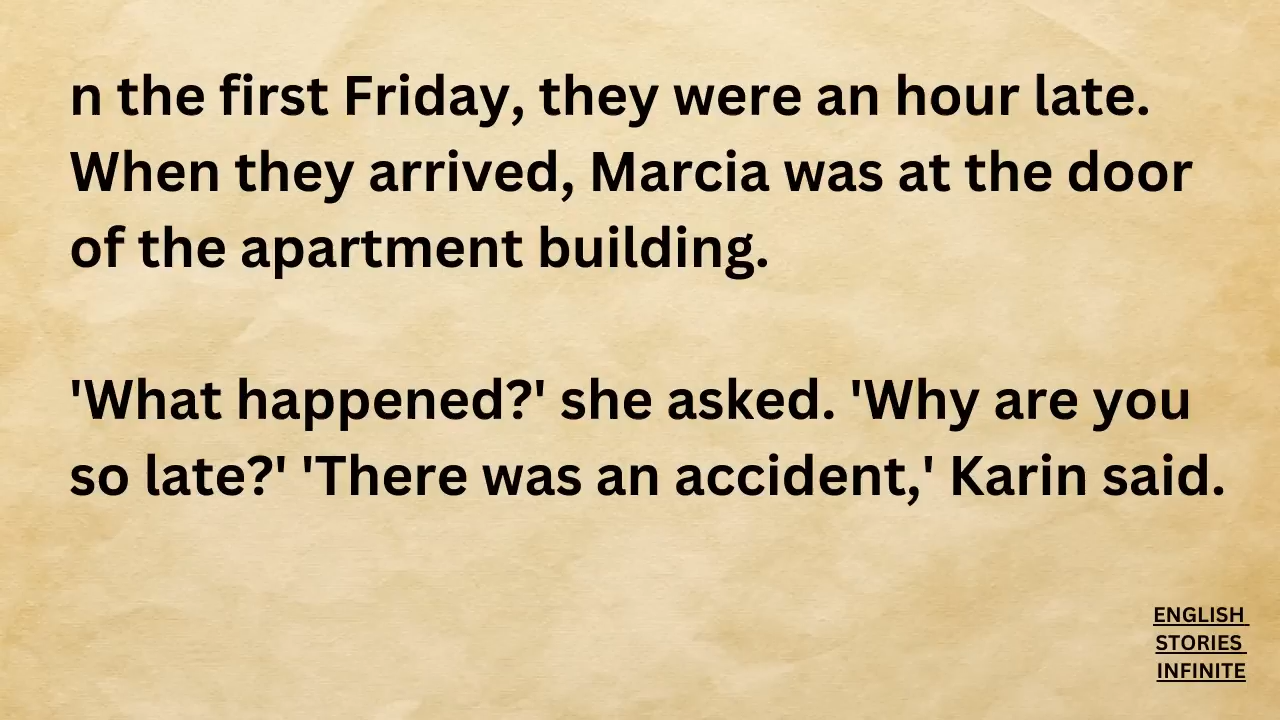 n the first Friday, they were an hour late.
When they arrived, Marcia was at the door
of the apartment building.
'What happened?' she asked. 'Why are you
so late?' 'There was an accident,' Karin said.
ENGLISH
STORIES
INFINITE